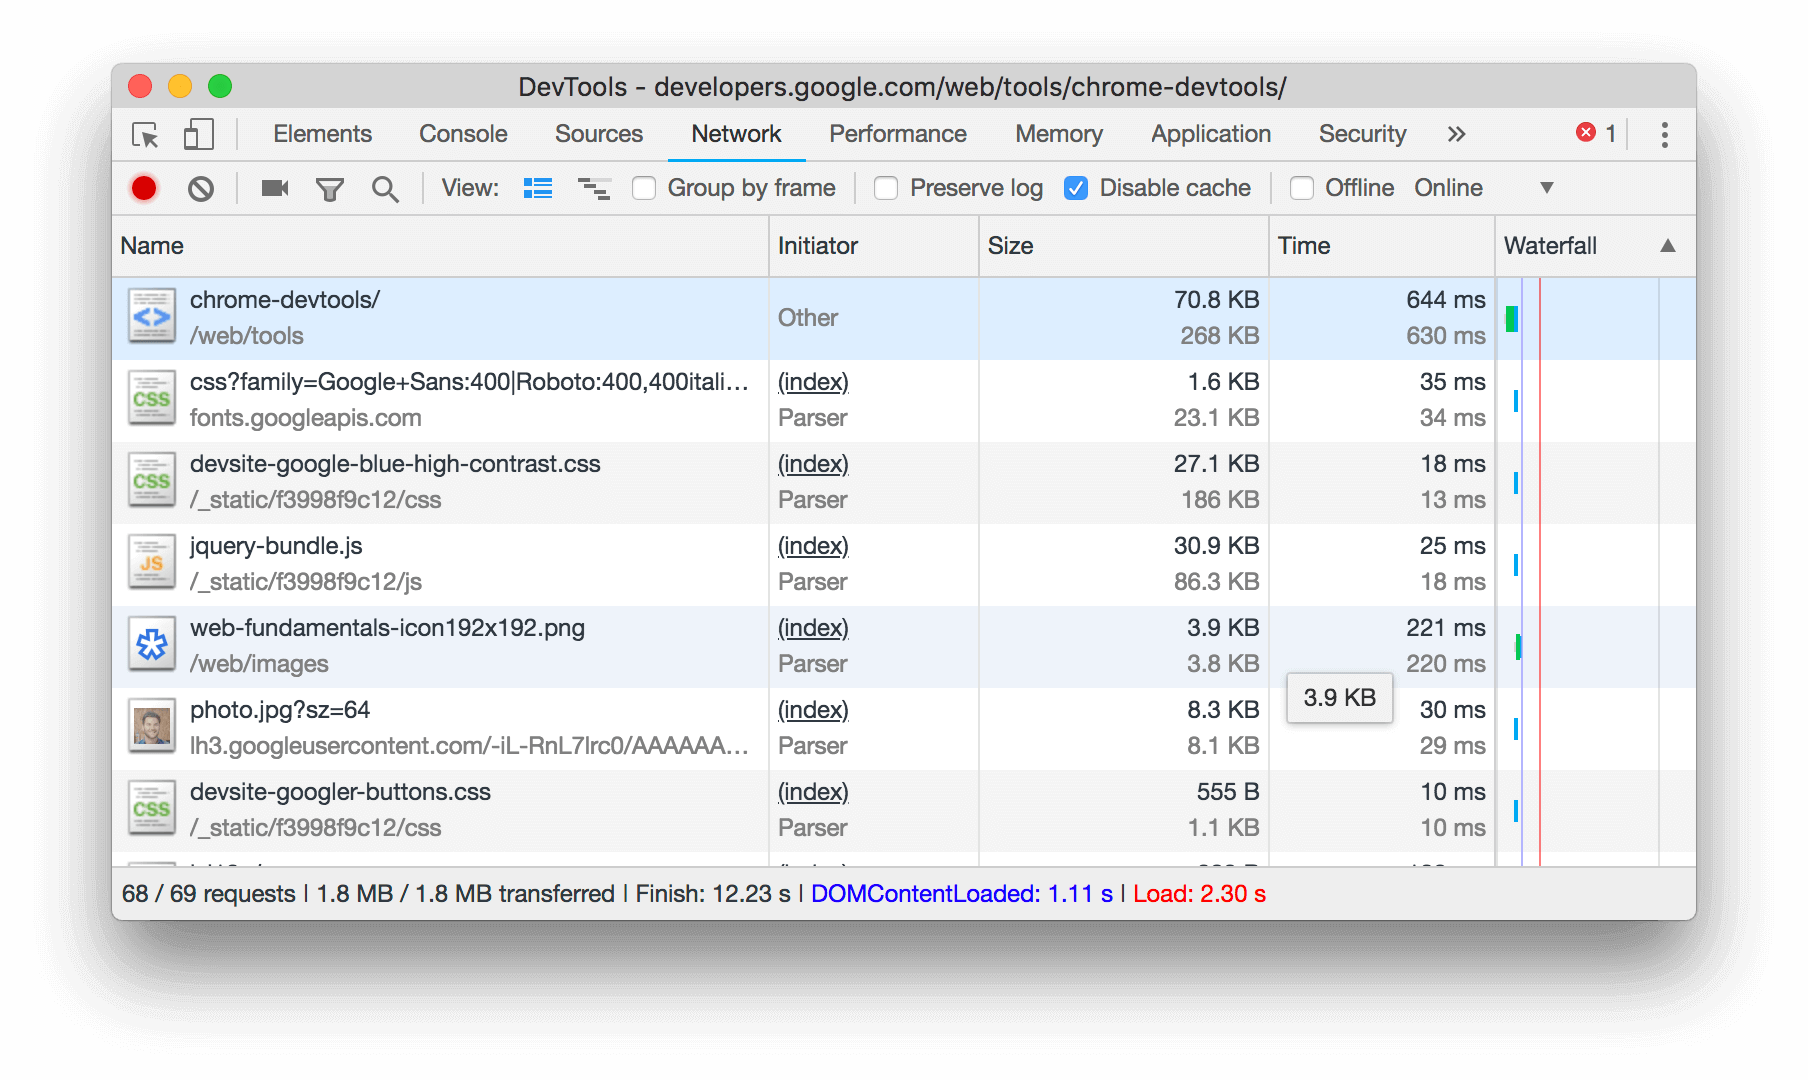 DevTools - developers.google.com/web/tools/chrome-devtools/
Elements Console Sources Network Performance Memory Application Security » 1
View: Group by frame Preserve log Disable cache Offline Online
Name Initiator Size Time Waterfall
chrome-devtools/ 70.8 KB 644 ms
Other
/web/tools 268 KB 630 ms
css?family=Google+Sans:400|Roboto:400,400itali… (index) 1.6 KB 35 ms
CSS
fonts.googleapis.com Parser 23.1 KB 34 ms
devsite-google-blue-high-contrast.css (index) 27.1 KB 18 ms
CSS
/_static/f3998f9c12/css Parser 186 KB 13 ms
jquery-bundle.js (index) 30.9 KB 25 ms
JS
/_static/f3998f9c12/js Parser 86.3 KB 18 ms
web-fundamentals-icon192x192.png (index) 3.9 KB 221 ms
/web/images Parser 3.8 KB 220 ms
3.9 KB
photo.jpg?sz=64 (index) 8.3 KB 30 ms
lh3.googleusercontent.com/-iL-RnL7lrc0/AAAAAA… Parser 8.1 KB 29 ms
devsite-googler-buttons.css (index) 555 B 10 ms
CSS
/_static/f3998f9c12/css Parser 1.1 KB 10 ms
68 / 69 requests | 1.8 MB / 1.8 MB transferred | Finish: 12.23 s | DOMContentLoaded: 1.11 s | Load: 2.30 s